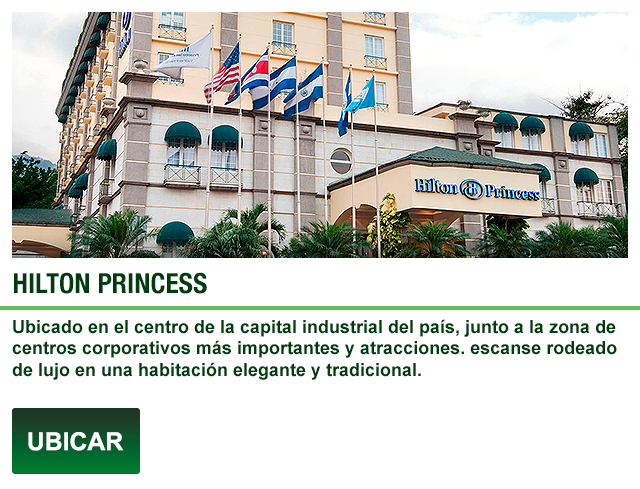 Hilton Princess
HILTON PRINCESS
Ubicado en el centro de la capital industrial del país, junto a la zona de
centros corporativos más importantes y atracciones. escanse rodeado
de lujo en una habitación elegante y tradicional.
UBICAR